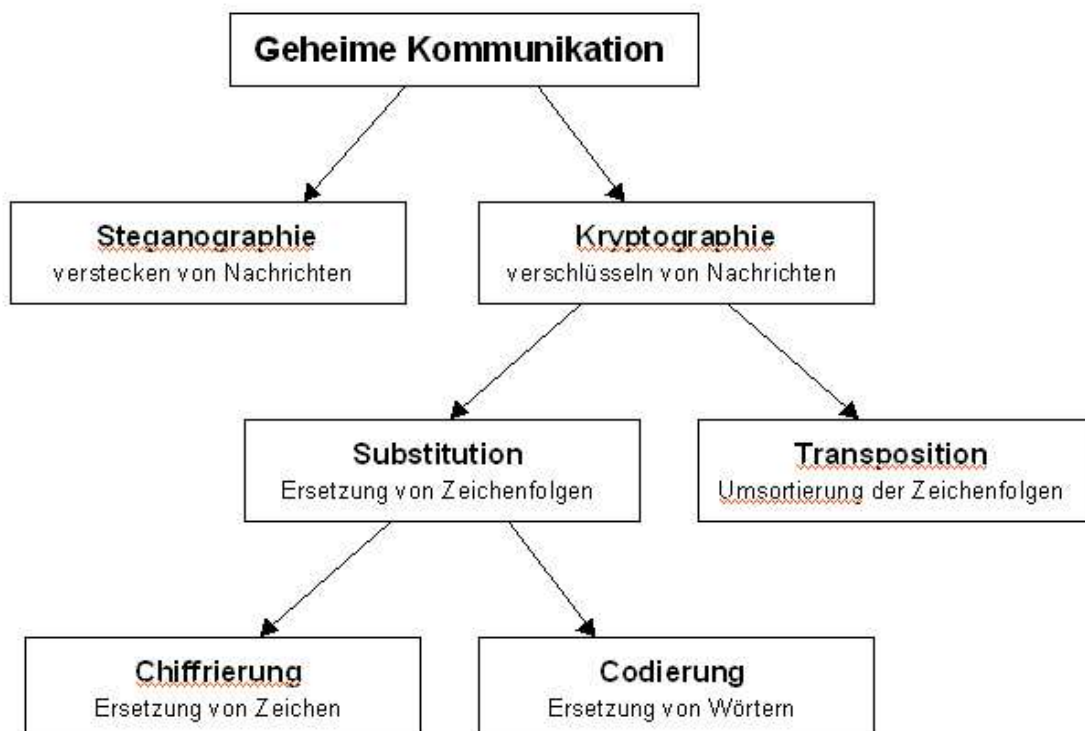 Geheime Kommunikation
Steganographie
verstecken von Nachrichten
Kryptographie
verschlüsseln von Nachrichten
Substitution
Ersetzung von Zeichenfolgen
Transposition
Umsortierung der Zeichenfolgen
Chiffrierung
Ersetzung von Zeichen
Codierung
Ersetzung von Wörtern